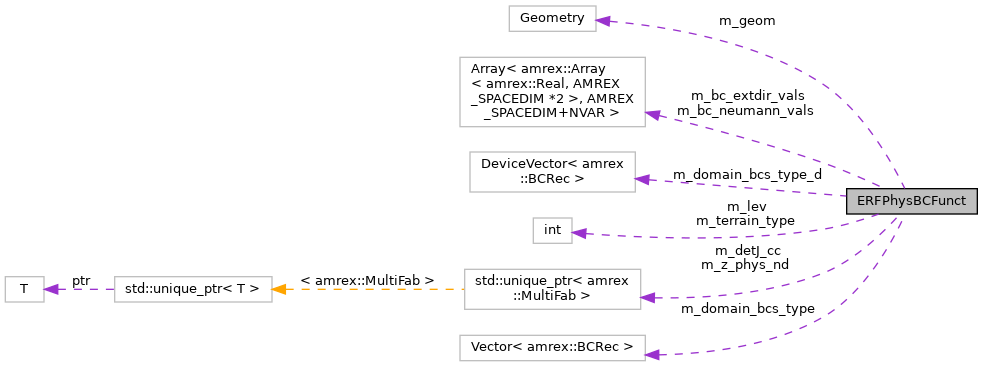 Geometry
m_geom
Array< amrex::Array
< amrex::Real, AMREX
_SPACEDIM *2 >, AMREX
_SPACEDIM+NVAR >
m_bc_extdir_vals
m_bc_neumann_vals
DeviceVector< amrex
::BCRec >
m_domain_bcs_type_d
ERFPhysBCFunct
int
m_lev
m_terrain_type
T
ptr
std::unique_ptr< T >
< amrex::MultiFab >
std::unique_ptr< amrex
::MultiFab >
m_detJ_cc
m_z_phys_nd
Vector< amrex::BCRec >
m_domain_bcs_type